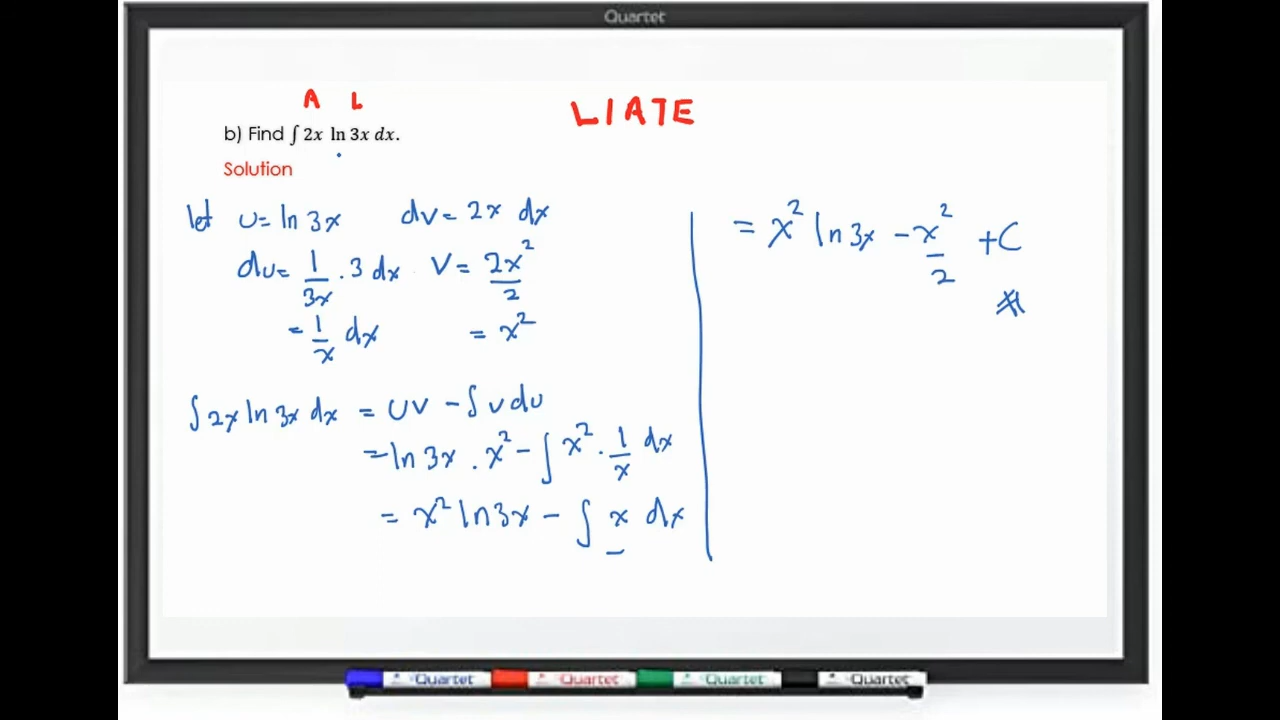 Quartet
A L
LIATE
b) Find ∫ 2x ln 3x dx.
Solution
let u = ln 3x dv = 2x dx
du = 1/3x . 3 dx v = 2x²/2
= 1/x dx = x²
∫ 2x ln 3x dx = uv - ∫ v du
= ln 3x . x² - ∫ x² . 1/x dx
= x² ln 3x - ∫ x dx
= x² ln 3x - x²/2 + C
#
Quartet Quartet Quartet Quartet